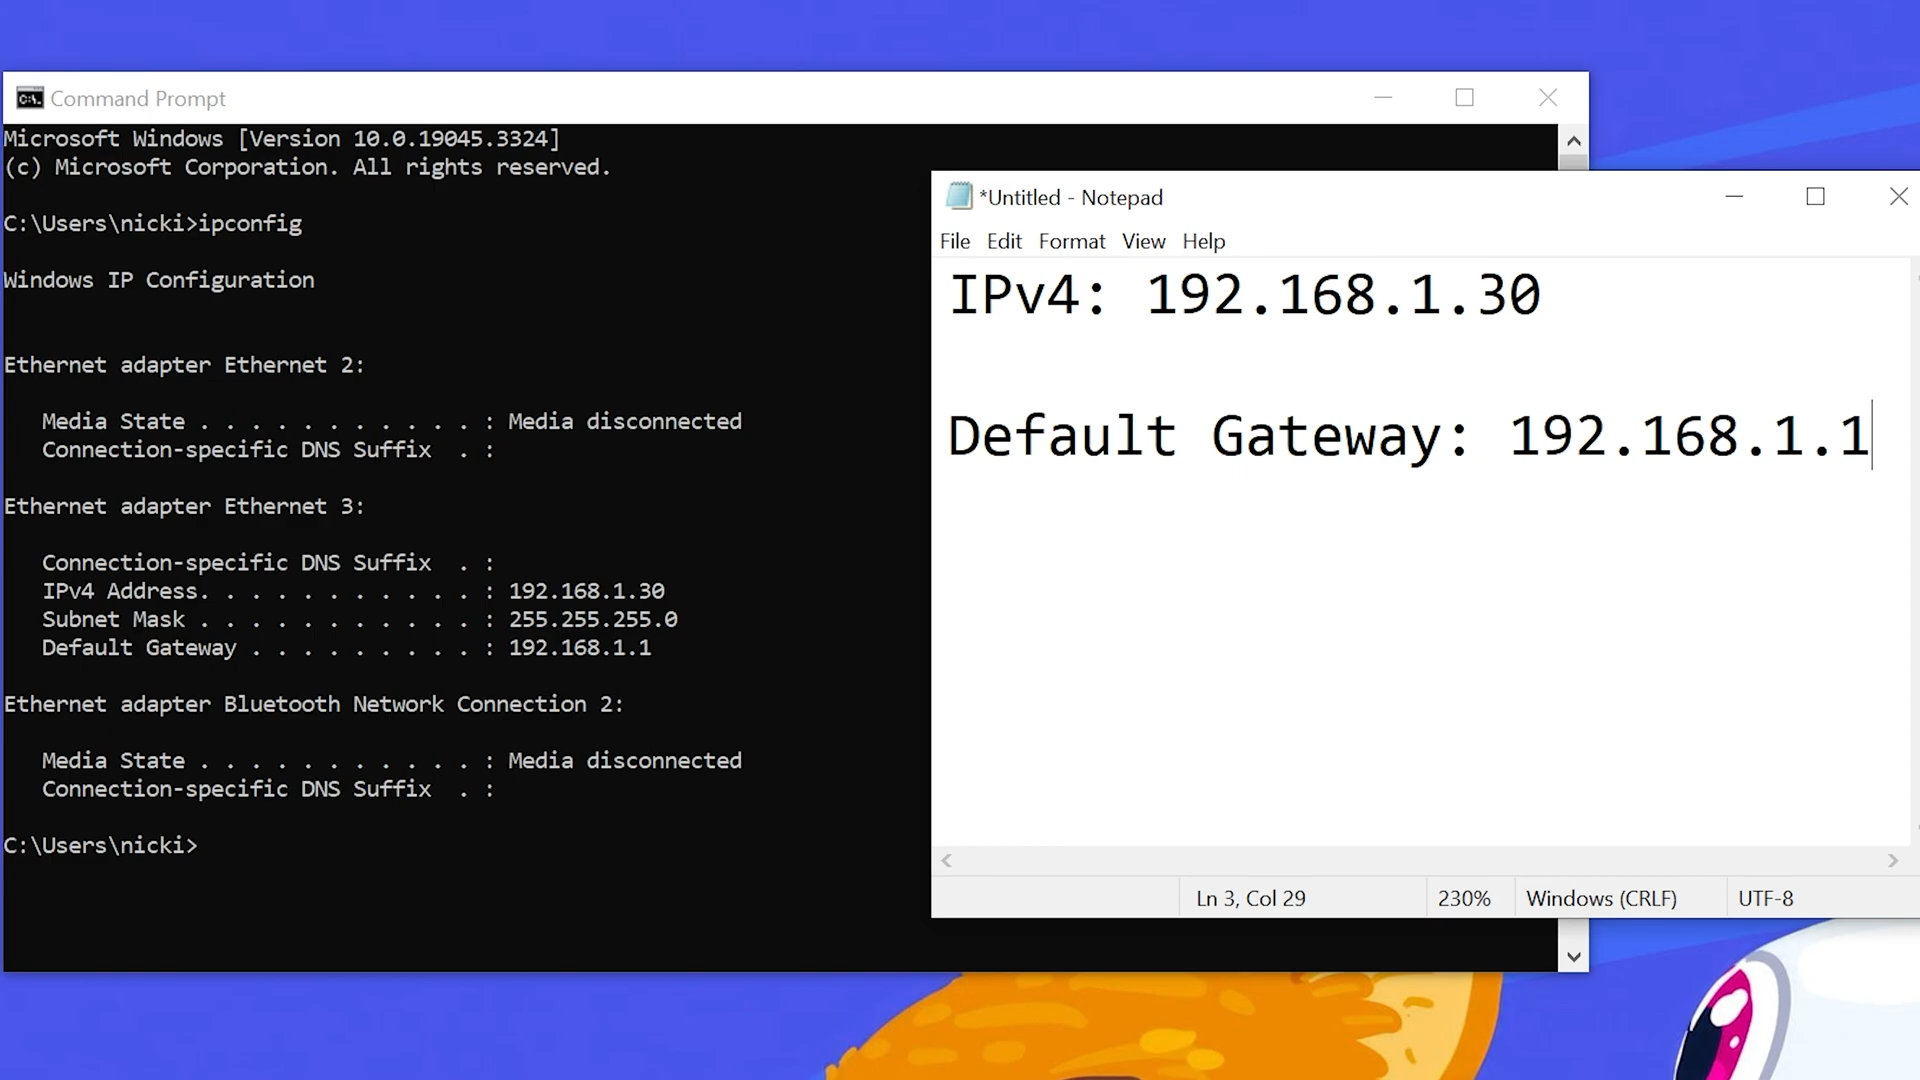 Command Prompt
Microsoft Windows [Version 10.0.19045.3324]
(c) Microsoft Corporation. All rights reserved.
C:\Users\nicki>ipconfig
Windows IP Configuration
Ethernet adapter Ethernet 2:
Media State . . . . . . . . . . . : Media disconnected
Connection-specific DNS Suffix  . :
Ethernet adapter Ethernet 3:
Connection-specific DNS Suffix  . :
IPv4 Address. . . . . . . . . . . : 192.168.1.30
Subnet Mask . . . . . . . . . . . : 255.255.255.0
Default Gateway . . . . . . . . . : 192.168.1.1
Ethernet adapter Bluetooth Network Connection 2:
Media State . . . . . . . . . . . : Media disconnected
Connection-specific DNS Suffix  . :
C:\Users\nicki>
*Untitled - Notepad
File Edit Format View Help
IPv4: 192.168.1.30
Default Gateway: 192.168.1.1
Ln 3, Col 29 230% Windows (CRLF) UTF-8